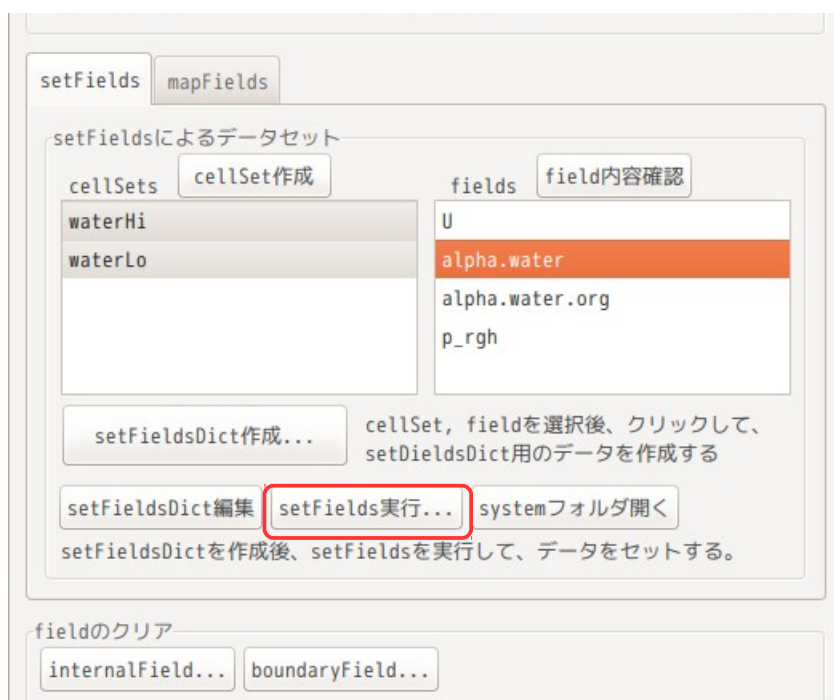 setFields mapFields
setFieldsによるデータセット
cellSets cellSet作成 fields field内容確認
waterHi U
waterLo alpha.water
alpha.water.org
p_rgh
setFieldsDict作成... cellSet, fieldを選択後、クリックして、
setDieldsDict用のデータを作成する
setFieldsDict編集 setFields実行... systemフォルダ開く
setFieldsDictを作成後、setFieldsを実行して、データをセットする。
fieldのクリア
internalField... boundaryField...